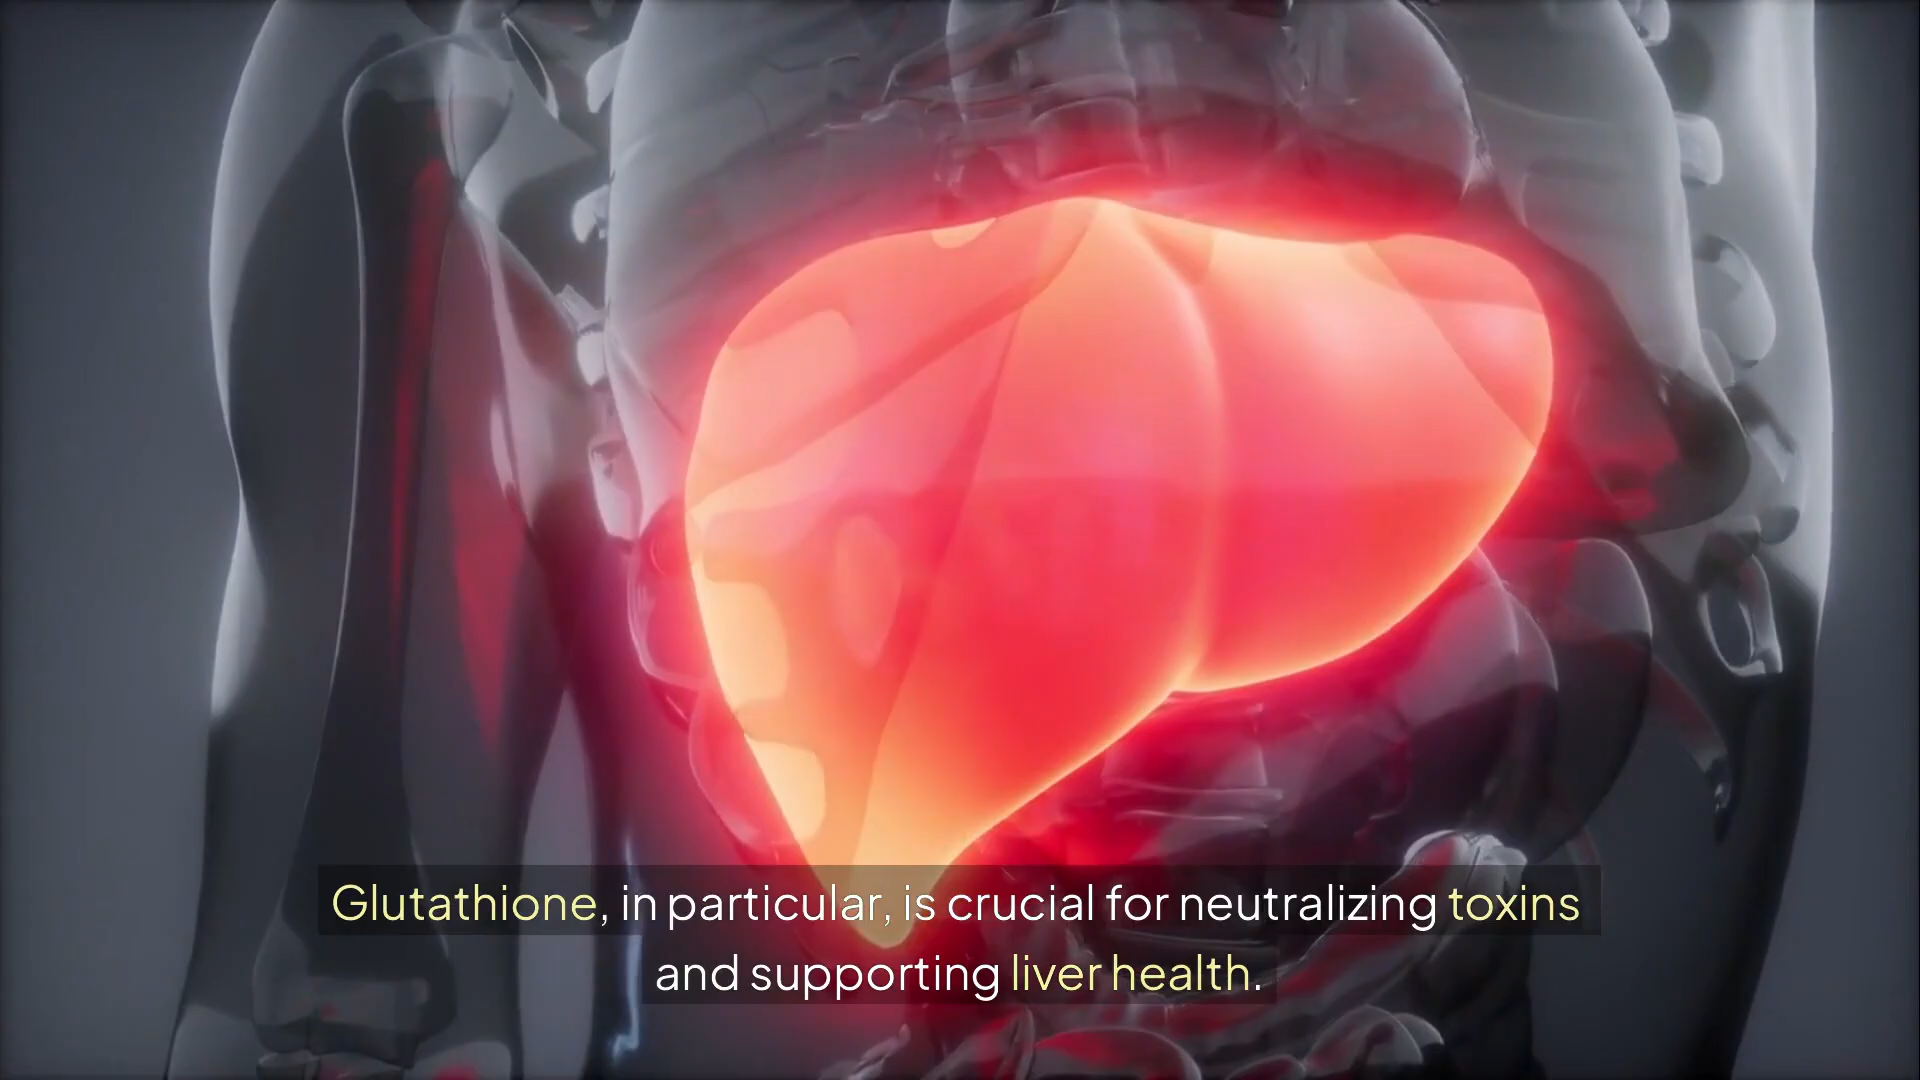 Glutathione, in particular, is crucial for neutralizing toxins
and supporting liver health.